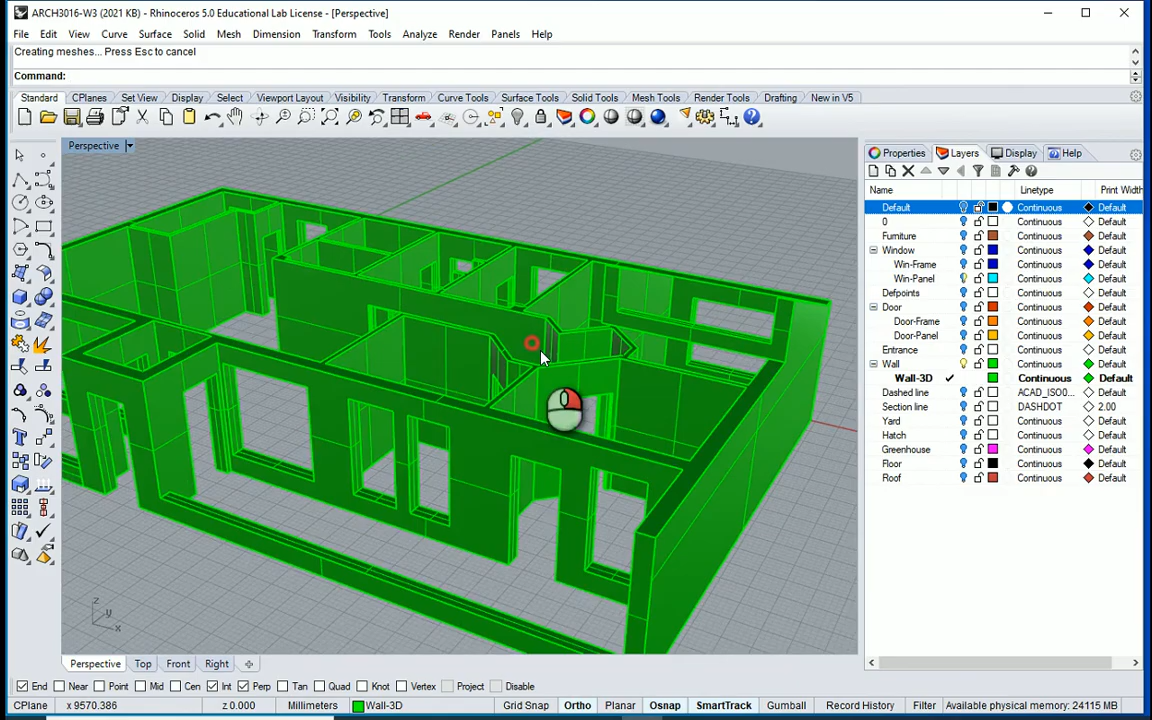 ARCH3016-W3 (2021 KB) - Rhinoceros 5.0 Educational Lab License - [Perspective]
File Edit View Curve Surface Solid Mesh Dimension Transform Tools Analyze Render Panels Help
Creating meshes... Press Esc to cancel
Command:
Standard CPlanes Set View Display Select Viewport Layout Visibility Transform Curve Tools Surface Tools Solid Tools Mesh Tools Render Tools Drafting New in V5
Perspective
Properties Layers Display Help
Name Linetype Print Width
Default Continuous Default
0 Continuous Default
Furniture Continuous Default
Window Continuous Default
Win-Frame Continuous Default
Win-Panel Continuous Default
Defpoints Continuous Default
Door Continuous Default
Door-Frame Continuous Default
Door-Panel Continuous Default
Entrance Continuous Default
Wall Continuous Default
Wall-3D Continuous Default
Dashed line ACAD_ISO0... Default
Section line DASHDOT 2.00
Yard Continuous Default
Hatch Continuous Default
Greenhouse Continuous Default
Floor Continuous Default
Roof Continuous Default
z y x
Perspective Top Front Right
End Near Point Mid Cen Int Perp Tan Quad Knot Vertex Project Disable
CPlane x 9570.386 z 0.000 Millimeters Wall-3D Grid Snap Ortho Planar Osnap SmartTrack Gumball Record History Filter Available physical memory: 24115 MB